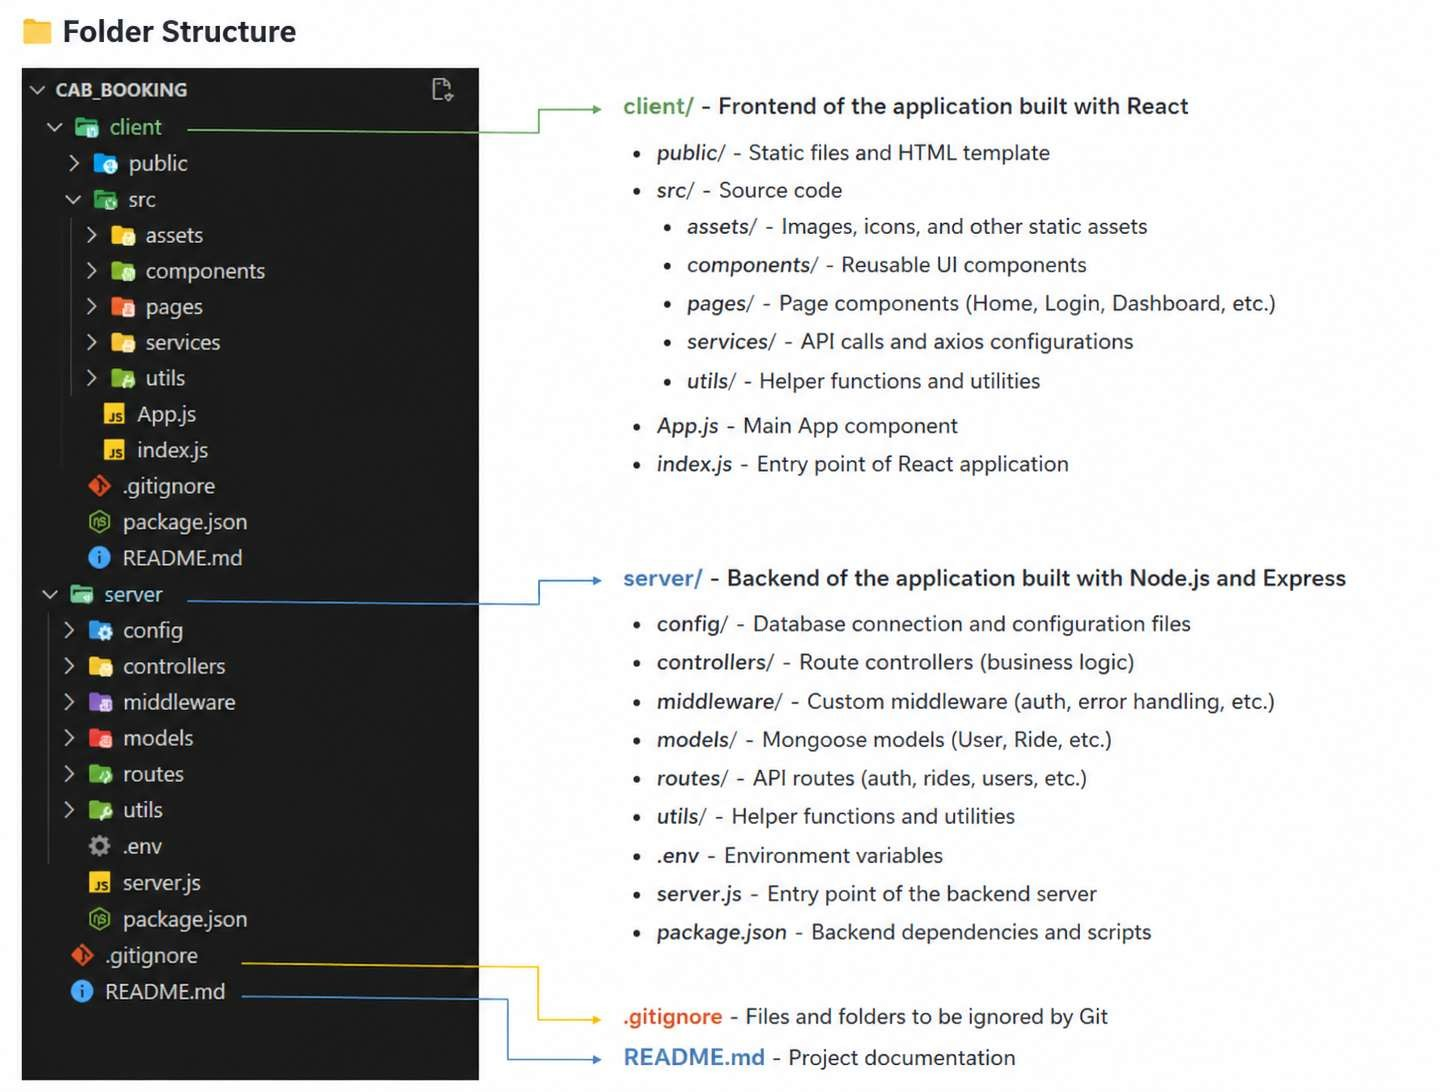 Folder Structure
CAB_BOOKING
client
public
src
assets
components
pages
services
utils
JS App.js
JS index.js
.gitignore
package.json
README.md
server
config
controllers
middleware
models
routes
utils
.env
JS server.js
package.json
.gitignore
README.md
client/ - Frontend of the application built with React
• public/ - Static files and HTML template
• src/ - Source code
• assets/ - Images, icons, and other static assets
• components/ - Reusable UI components
• pages/ - Page components (Home, Login, Dashboard, etc.)
• services/ - API calls and axios configurations
• utils/ - Helper functions and utilities
• App.js - Main App component
• index.js - Entry point of React application
server/ - Backend of the application built with Node.js and Express
• config/ - Database connection and configuration files
• controllers/ - Route controllers (business logic)
• middleware/ - Custom middleware (auth, error handling, etc.)
• models/ - Mongoose models (User, Ride, etc.)
• routes/ - API routes (auth, rides, users, etc.)
• utils/ - Helper functions and utilities
• .env - Environment variables
• server.js - Entry point of the backend server
• package.json - Backend dependencies and scripts
.gitignore - Files and folders to be ignored by Git
README.md - Project documentation